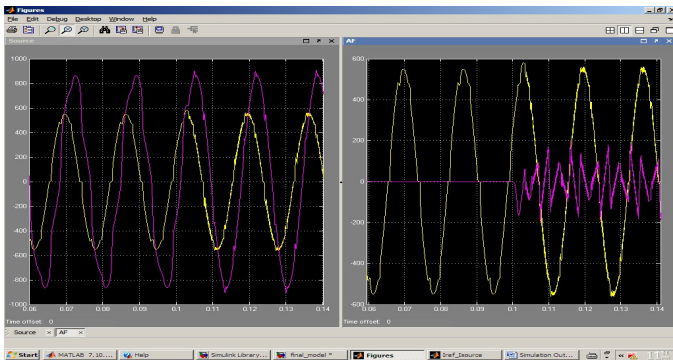 Figures
File Edit Debug Desktop Window Help
Source
AF
1000
800
600
400
200
0
-200
-400
-600
-800
-1000
0.06 0.07 0.08 0.09 0.1 0.11 0.12 0.13 0.14
Time offset: 0
600
400
200
0
-200
-400
-600
0.06 0.07 0.08 0.09 0.1 0.11 0.12 0.13 0.14
Time offset: 0
Source × AF ×
Start MATLAB 7.10.... Help Simulink Library... final_model * Figures Iref_Isource Simulation Out...